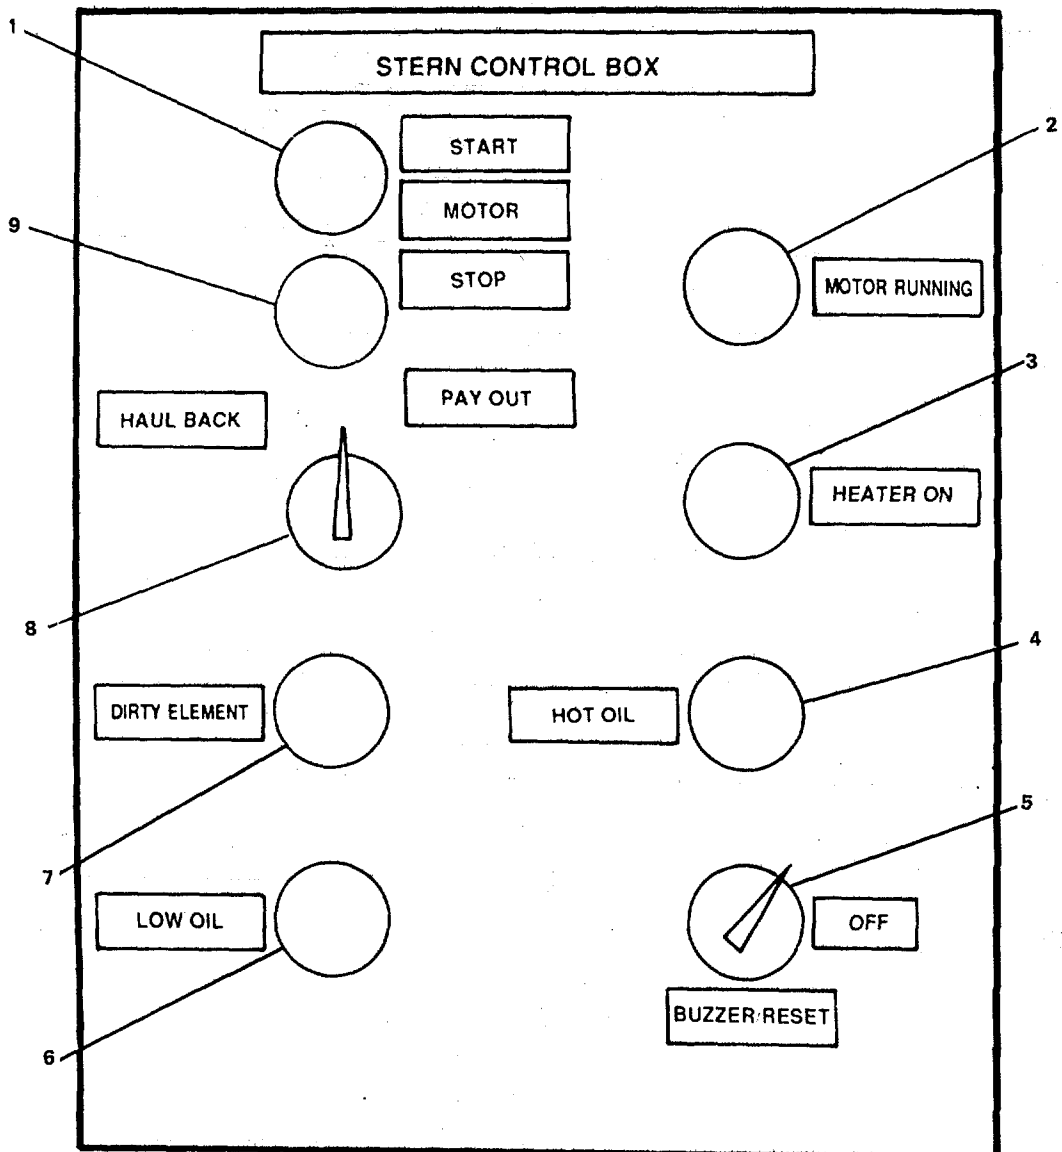 1
STERN CONTROL BOX
START
2
MOTOR
9
STOP
MOTOR RUNNING
3
PAY OUT
HAUL BACK
HEATER ON
8
4
DIRTY ELEMENT
HOT OIL
5
7
LOW OIL
OFF
BUZZER RESET
6